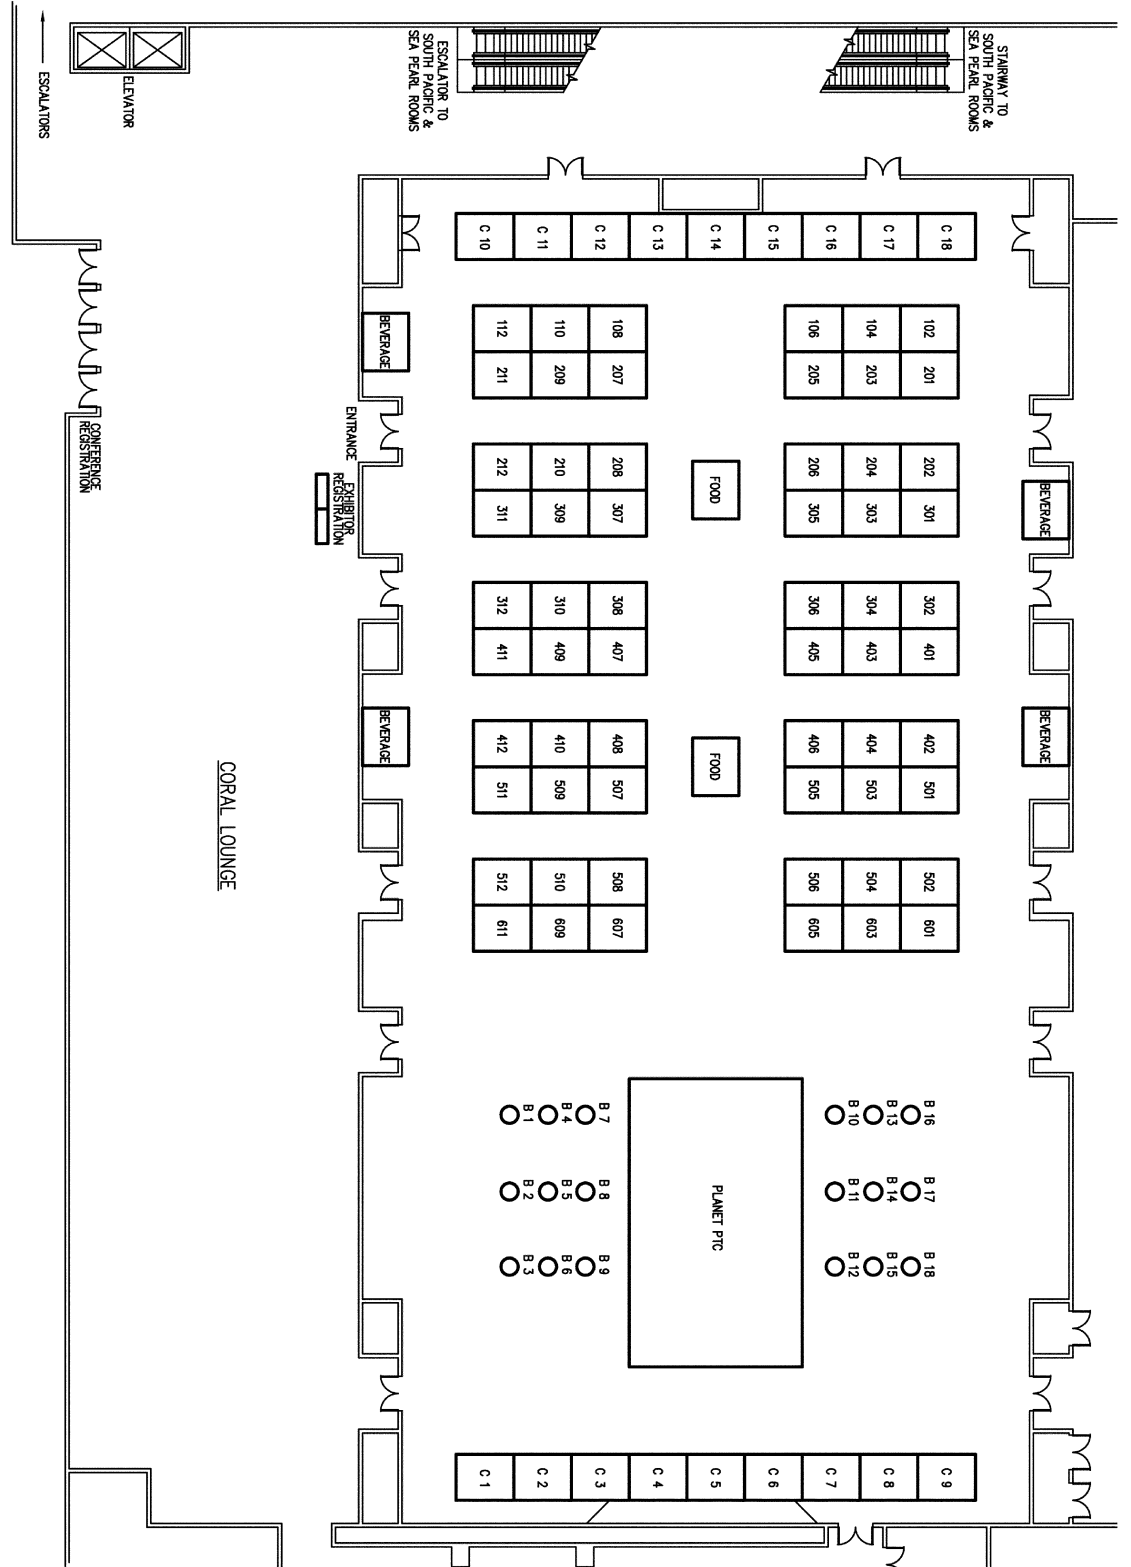 ESCALATORS
ELEVATOR
ESCALATOR TO
SOUTH PACIFIC &
SEA PEARL ROOMS
STAIRWAY TO
SOUTH PACIFIC &
SEA PEARL ROOMS
C 10
C 11
C 12
C 13
C 14
C 15
C 16
C 17
C 18
112
110
108
106
104
102
BEVERAGE
211
209
207
205
203
201
ENTRANCE
CONFERENCE
REGISTRATION
EXHIBITOR
REGISTRATION
212
210
208
FOOD
206
204
202
311
309
307
305
303
301
BEVERAGE
312
310
308
306
304
302
411
409
407
405
403
401
BEVERAGE
412
410
408
FOOD
406
404
402
BEVERAGE
511
509
507
505
503
501
CORAL LOUNGE
512
510
508
506
504
502
611
609
607
605
603
601
B 1
B 4
B 7
B 10
B 13
B 16
B 2
B 5
B 8
PLANET PTC
B 11
B 14
B 17
B 3
B 6
B 9
B 12
B 15
B 18
C 1
C 2
C 3
C 4
C 5
C 6
C 7
C 8
C 9